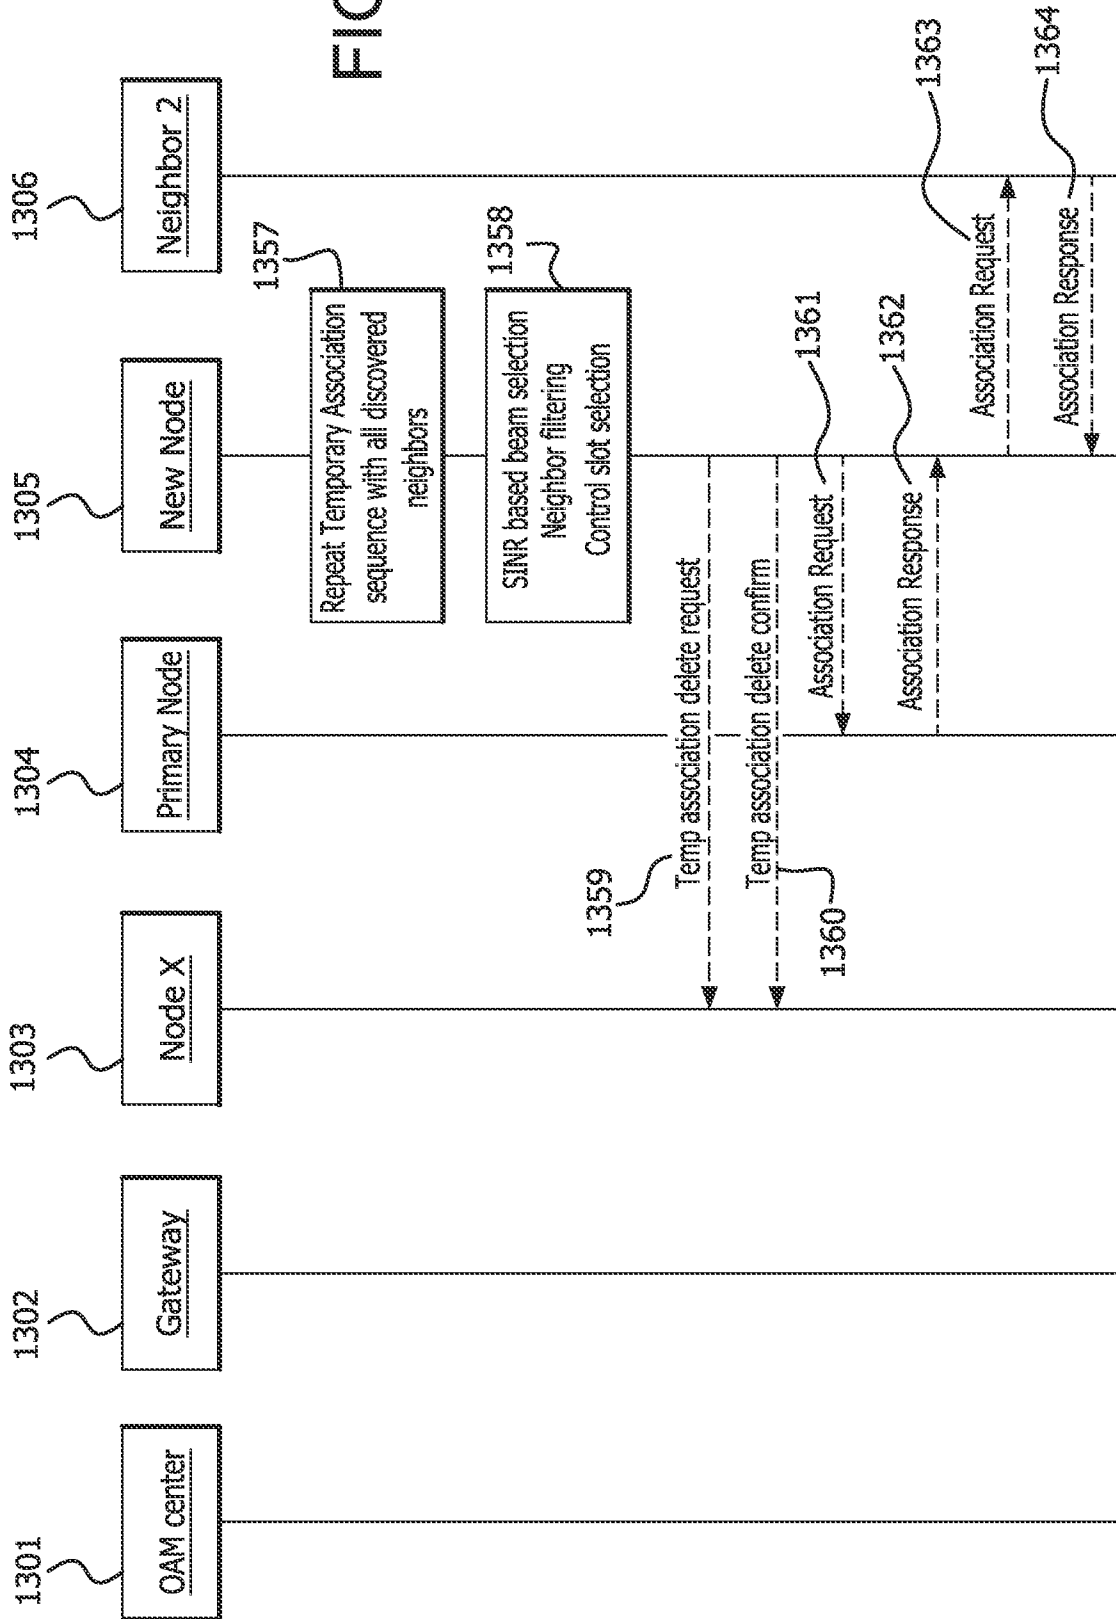 1301
1302
1303
1304
1305
1306
OAM center
Gateway
Node X
Primary Node
New Node
Neighbor 2
FIG
1357
Repeat Temporary Association
sequence with all discovered
neighbors
1358
SINR based beam selection
Neighbor filtering
Control slot selection
1359
Temp association delete request
Temp association delete confirm
1360
1361
Association Request
1362
Association Response
1363
Association Request
1364
Association Response